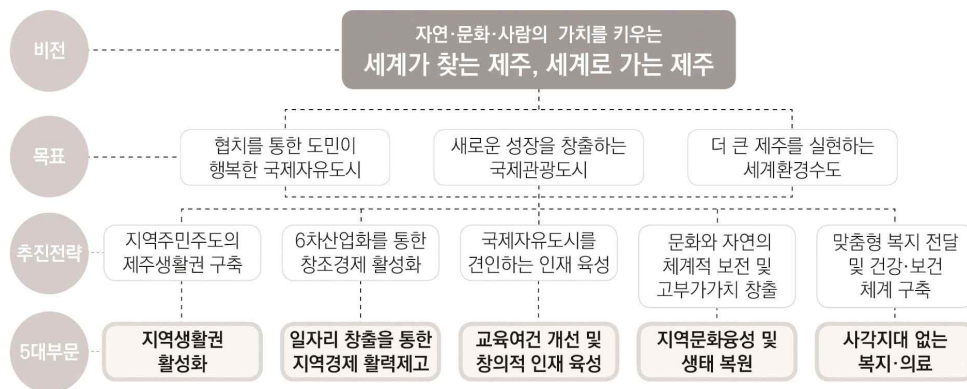 비전
자연·문화·사람의 가치를 키우는
세계가 찾는 제주, 세계로 가는 제주
목표
협치를 통한 도민이
행복한 국제자유도시
새로운 성장을 창출하는
국제관광도시
더 큰 제주를 실현하는
세계환경수도
추진전략
지역주민주도의
제주생활권 구축
6차산업화를 통한
창조경제 활성화
국제자유도시를
견인하는 인재 육성
문화와 자연의
체계적 보전 및
고부가가치 창출
맞춤형 복지 전달
및 건강·보건
체계 구축
5대부문
지역생활권
활성화
일자리 창출을 통한
지역경제 활력제고
교육여건 개선 및
창의적 인재 육성
지역문화융성 및
생태 복원
사각지대 없는
복지·의료